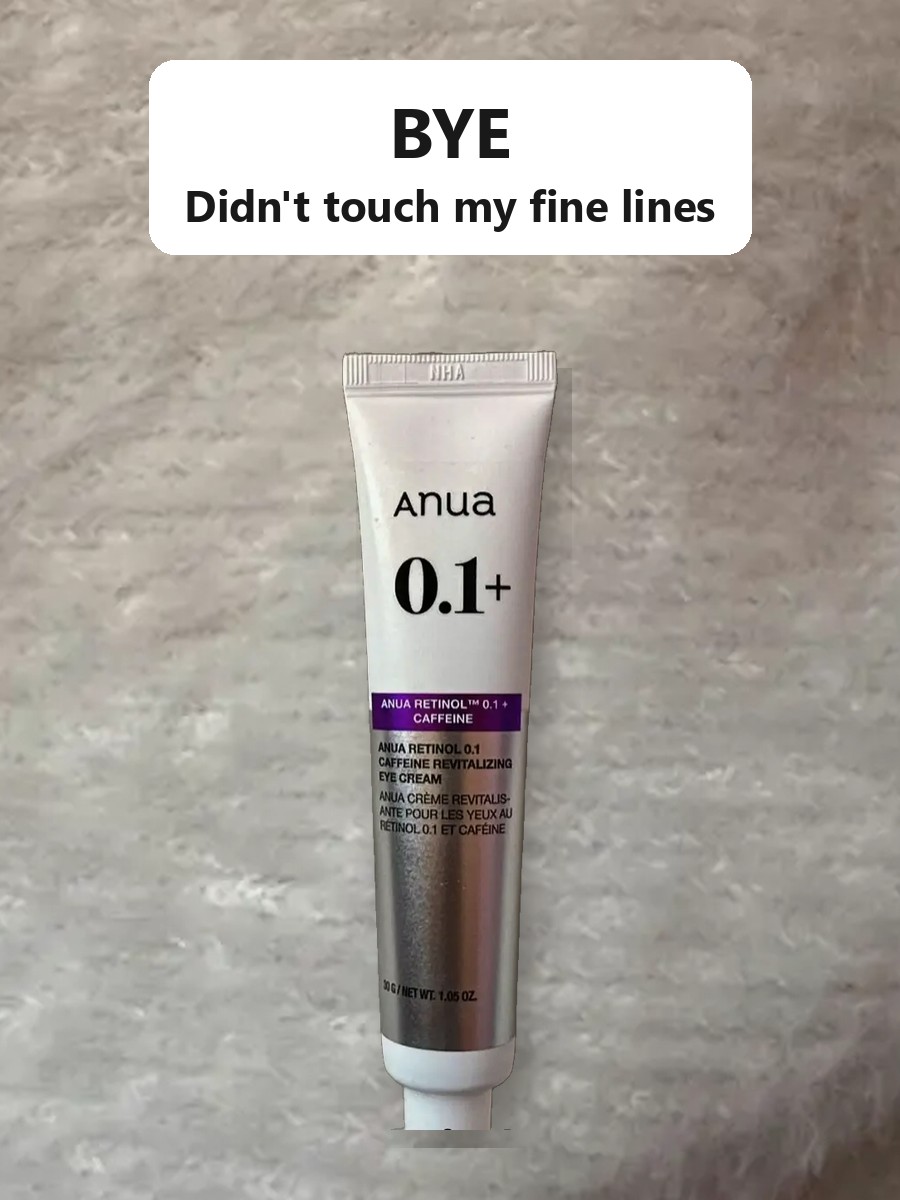 BYE
Didn't touch my fine lines
NHA
Anua
0.1+
ANUA RETINOL™ 0.1 +
CAFFEINE
ANUA RETINOL 0.1
CAFFEINE REVITALIZING
EYE CREAM
ANUA CRÈME REVITALIS-
ANTE POUR LES YEUX AU
RÉTINOL 0.1 ET CAFÉINE
30 G / NET WT. 1.05 OZ.